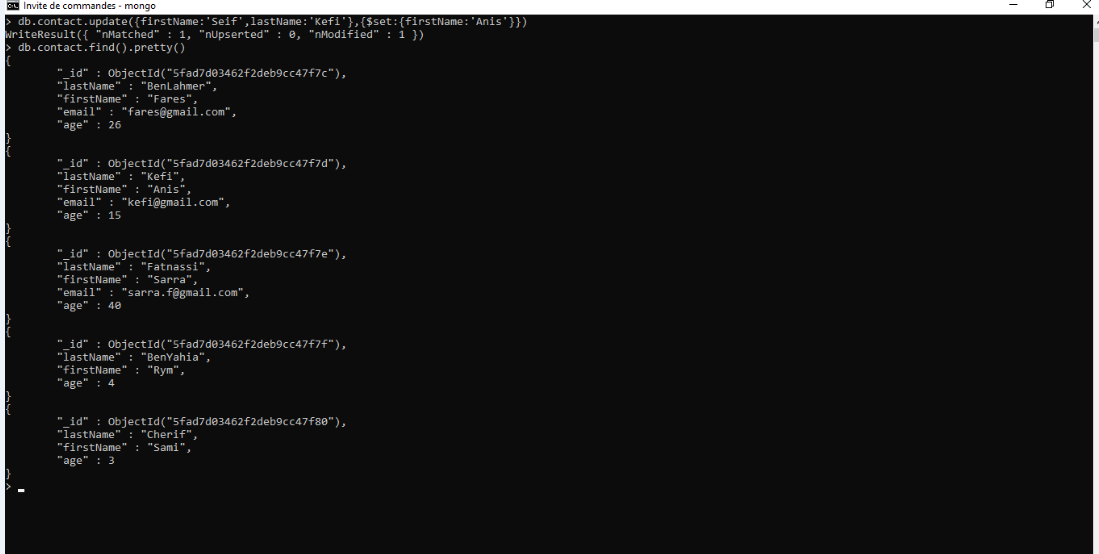 Invite de commandes - mongo
> db.contact.update({firstName:'Seif',lastName:'Kefi'},{$set:{firstName:'Anis'}})
WriteResult({ "nMatched" : 1, "nUpserted" : 0, "nModified" : 1 })
> db.contact.find().pretty()
{
        "_id" : ObjectId("5fad7d03462f2deb9cc47f7c"),
        "lastName" : "BenLahmer",
        "firstName" : "Fares",
        "email" : "fares@gmail.com",
        "age" : 26
}
{
        "_id" : ObjectId("5fad7d03462f2deb9cc47f7d"),
        "lastName" : "Kefi",
        "firstName" : "Anis",
        "email" : "kefi@gmail.com",
        "age" : 15
}
{
        "_id" : ObjectId("5fad7d03462f2deb9cc47f7e"),
        "lastName" : "Fatnassi",
        "firstName" : "Sarra",
        "email" : "sarra.f@gmail.com",
        "age" : 40
}
{
        "_id" : ObjectId("5fad7d03462f2deb9cc47f7f"),
        "lastName" : "BenYahia",
        "firstName" : "Rym",
        "age" : 4
}
{
        "_id" : ObjectId("5fad7d03462f2deb9cc47f80"),
        "lastName" : "Cherif",
        "firstName" : "Sami",
        "age" : 3
}
>